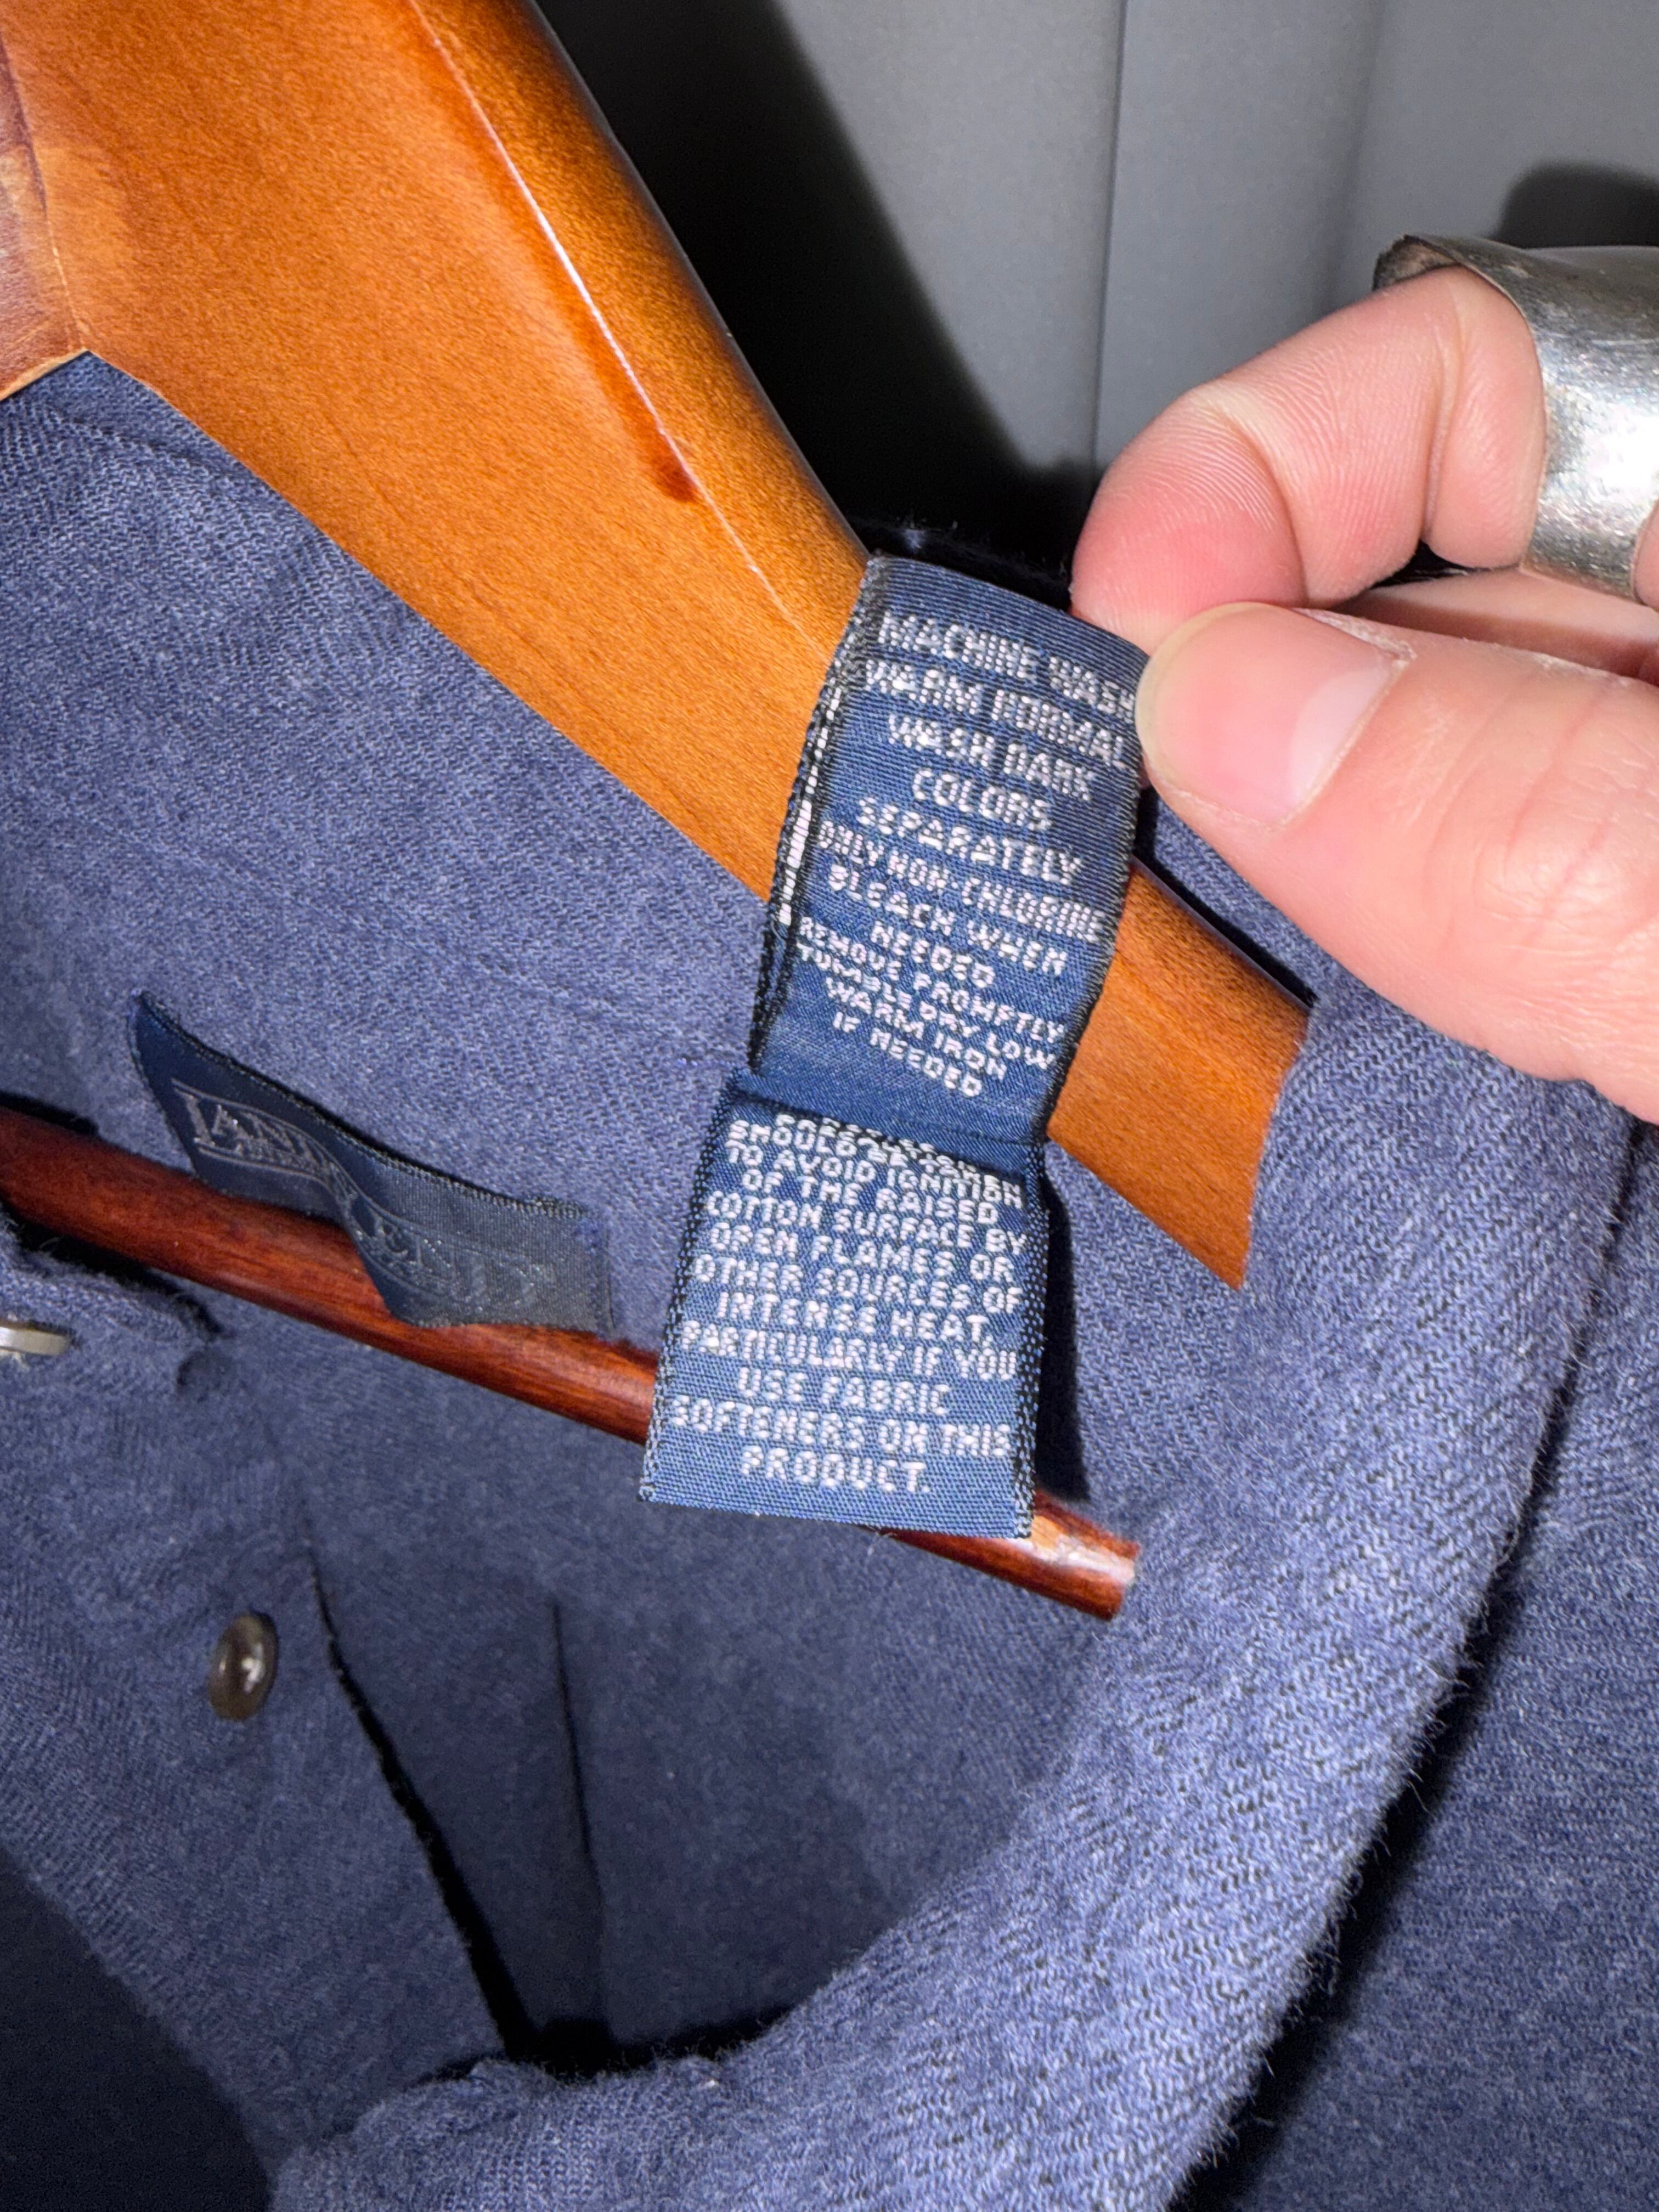 MACHINE WASH
WARM NORMAL
WASH DARK
COLORS
SEPARATELY
ONLY NON-CHLORINE
BLEACH WHEN
NEEDED
REMOVE PROMPTLY
TUMBLE DRY LOW
WARM IRON
IF NEEDED
SHOULD BE TAKEN
TO AVOID IGNITION
OF THE RAISED
COTTON SURFACE BY
OPEN FLAMES OR
OTHER SOURCES OF
INTENSE HEAT,
PARTICULARLY IF YOU
USE FABRIC
SOFTENERS ON THIS
PRODUCT.